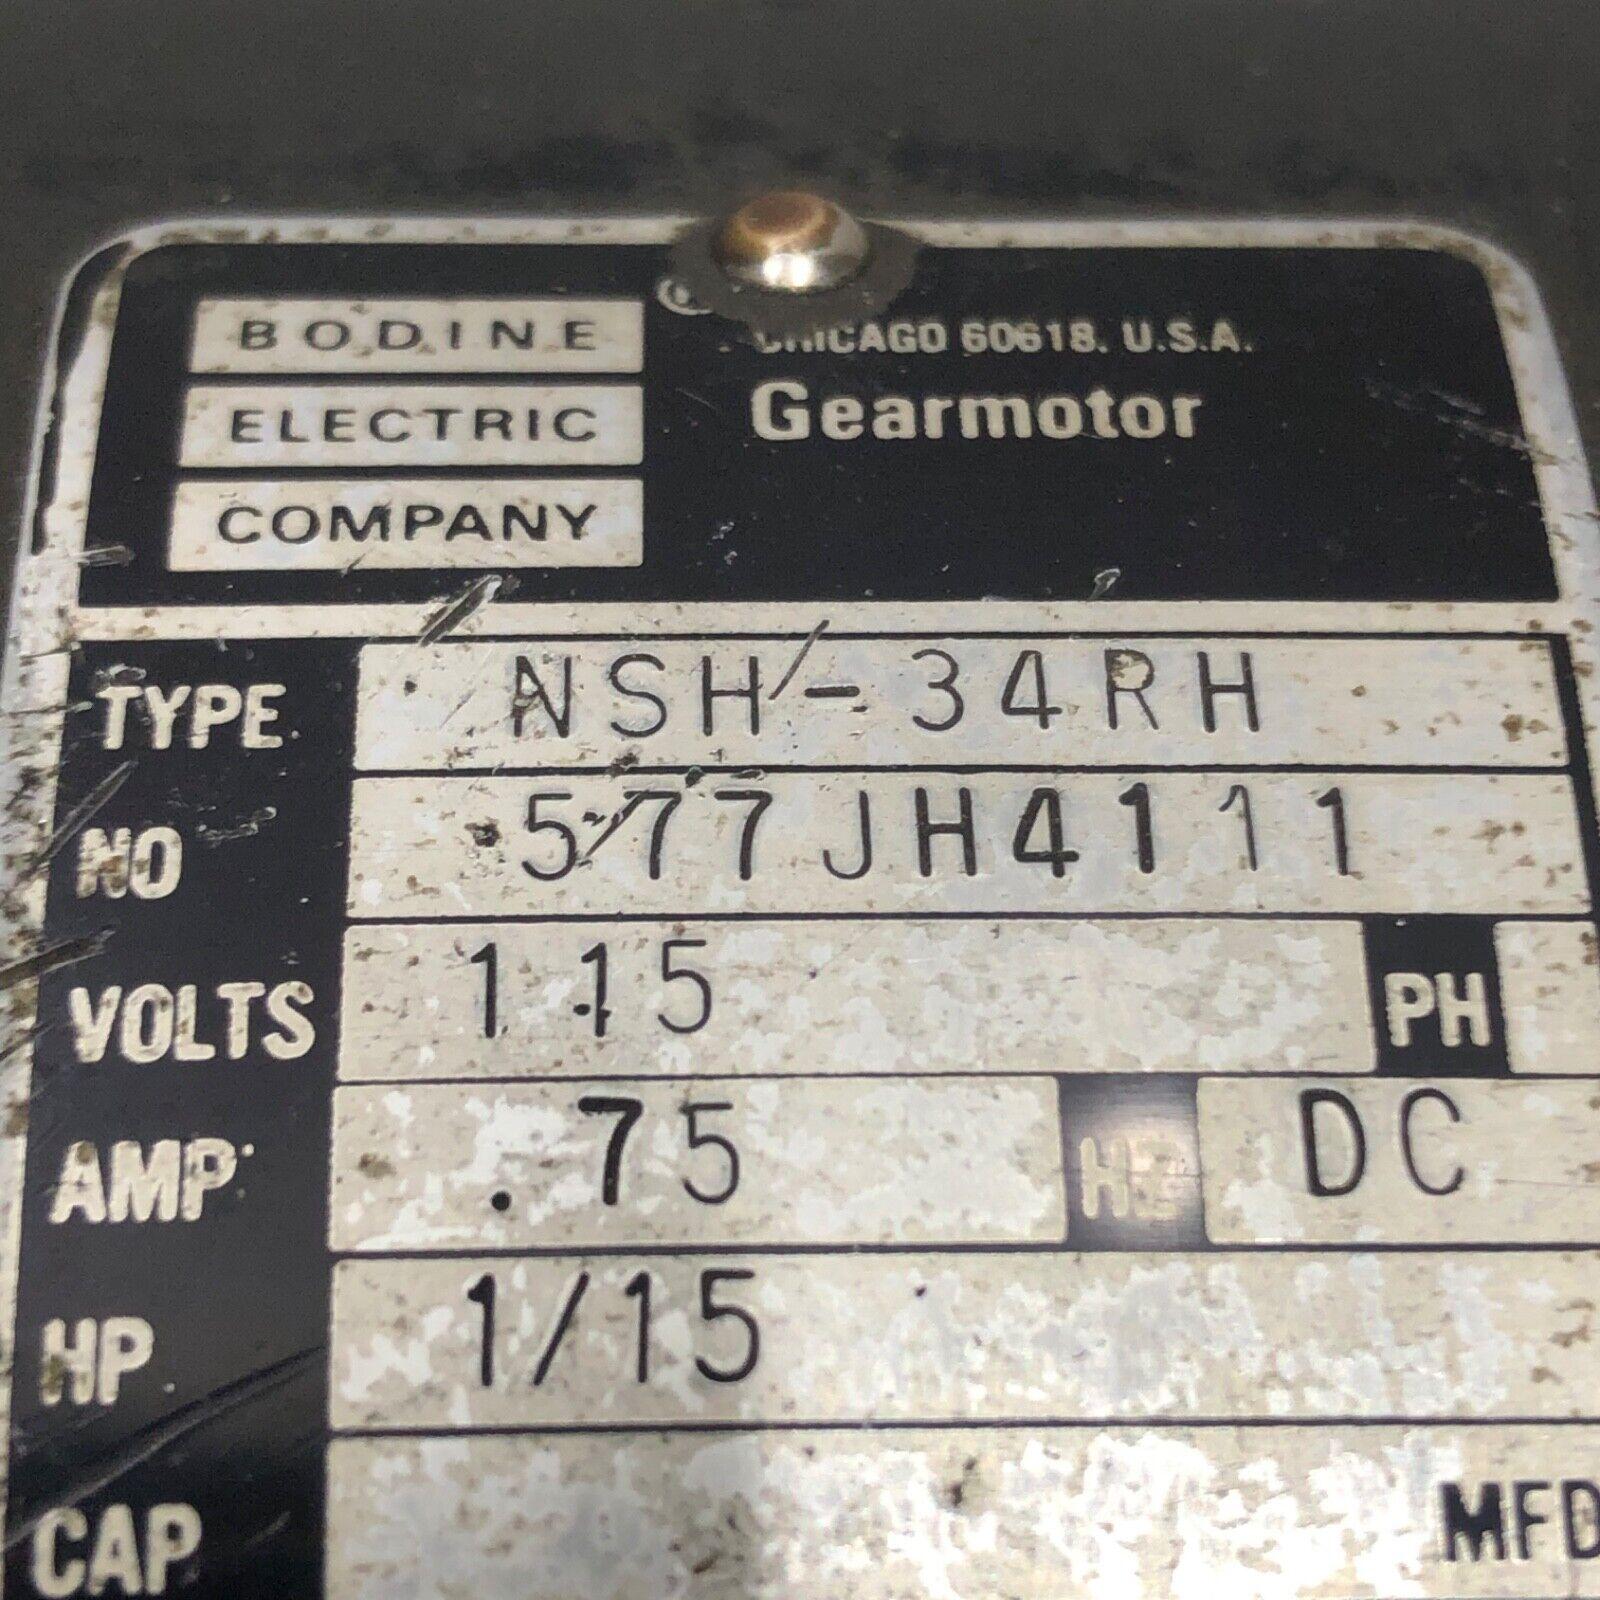 BODINE
ELECTRIC
COMPANY
CHICAGO 60618. U.S.A.
Gearmotor
TYPE NSH-34RH
NO 577JH4111
VOLTS 115 PH
AMP .75 HZ DC
HP 1/15
CAP MFD